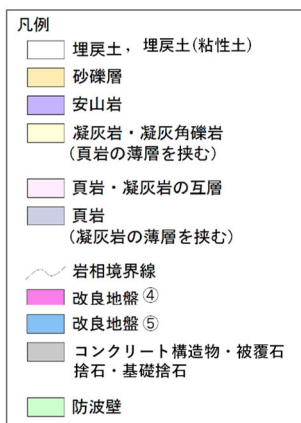 凡例
埋戻土，埋戻土(粘性土)
砂礫層
安山岩
凝灰岩・凝灰角礫岩
(頁岩の薄層を挟む)
頁岩・凝灰岩の互層
頁岩
(凝灰岩の薄層を挟む)
岩相境界線
改良地盤④
改良地盤⑤
コンクリート構造物・被覆石
捨石・基礎捨石
防波壁